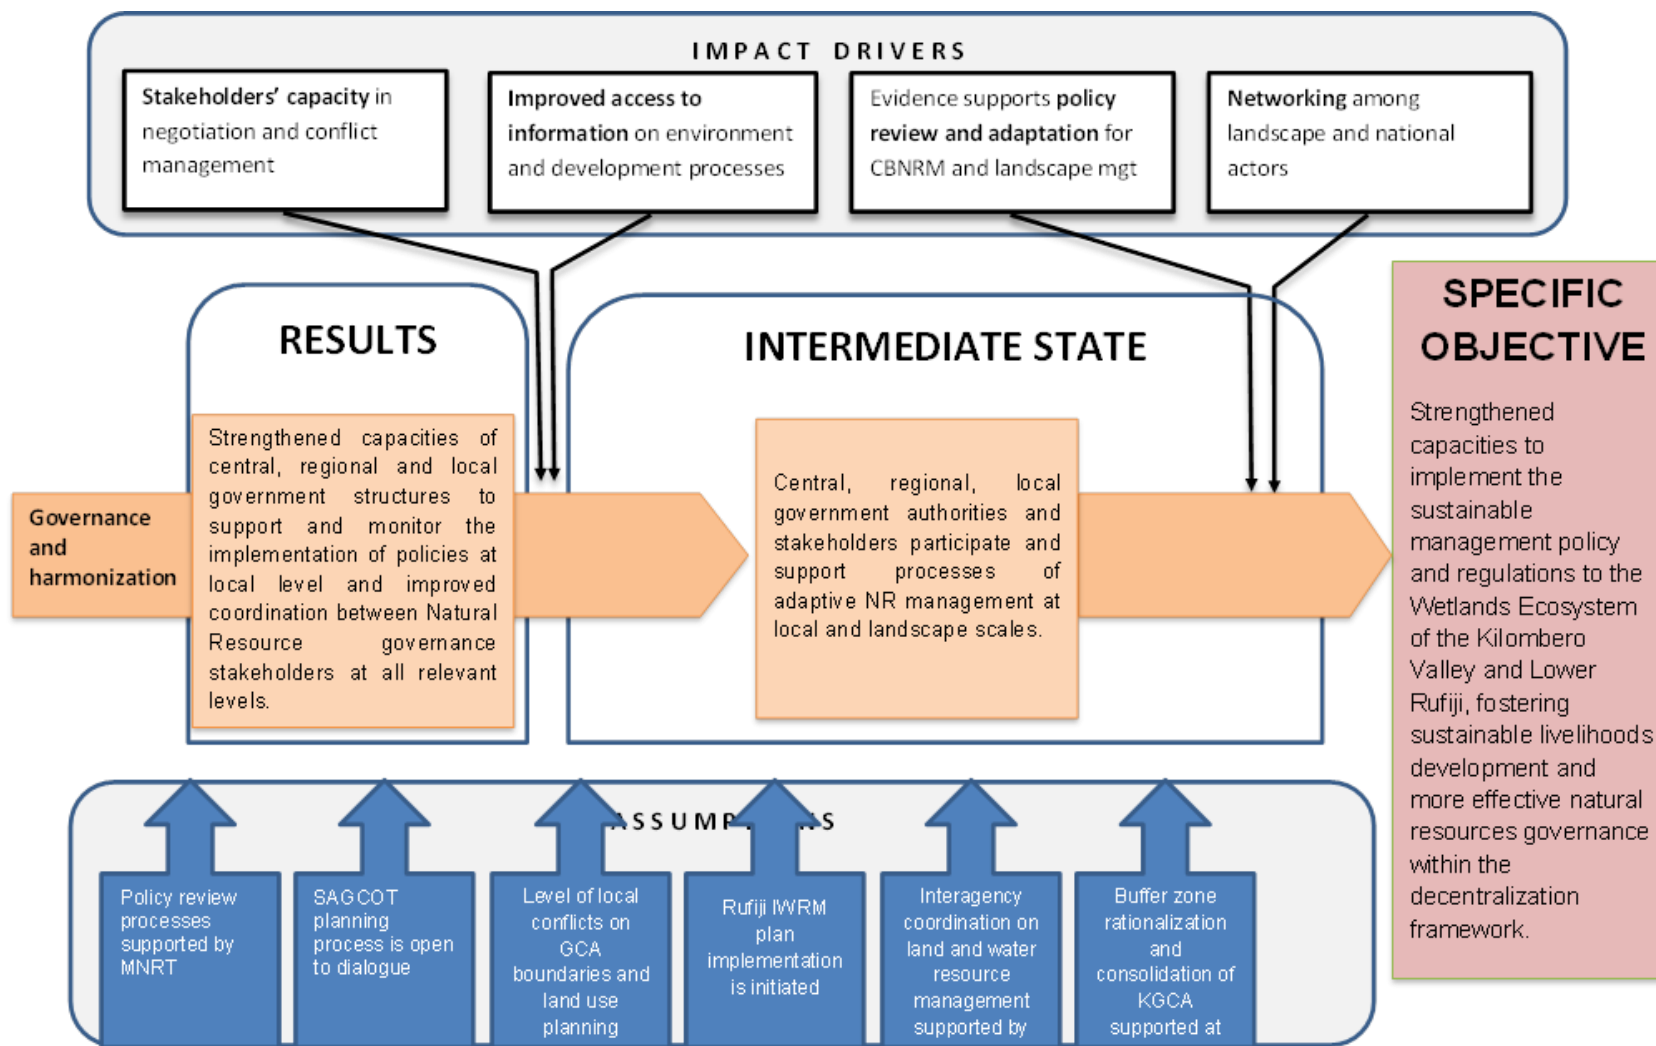 IMPACT DRIVERS
Stakeholders' capacity in
negotiation and conflict
management
Improved access to
information on environment
and development processes
Evidence supports policy
review and adaptation for
CBNRM and landscape mgt
Networking among
landscape and national
actors
RESULTS
INTERMEDIATE STATE
SPECIFIC
OBJECTIVE
Governance
and
harmonization
Strengthened capacities of
central, regional and local
government structures to
support and monitor the
implementation of policies at
local level and improved
coordination between Natural
Resource governance
stakeholders at all relevant
levels.
Central, regional, local
government authorities and
stakeholders participate and
support processes of
adaptive NR management at
local and landscape scales.
Strengthened
capacities to
implement the
sustainable
management policy
and regulations to the
Wetlands Ecosystem
of the Kilombero
Valley and Lower
Rufiji, fostering
sustainable livelihoods
development and
more effective natural
resources governance
within the
decentralization
framework.
Policy review
processes
supported by
MNRT
SAGCOT
planning
process is open
to dialogue
Level of local
conflicts on
GCA
boundaries and
land use
planning
Rufiji IWRM
plan
implementation
is initiated
Interagency
coordination on
land and water
resource
management
supported by
Buffer zone
rationalization
and
consolidation of
KGCA
supported at